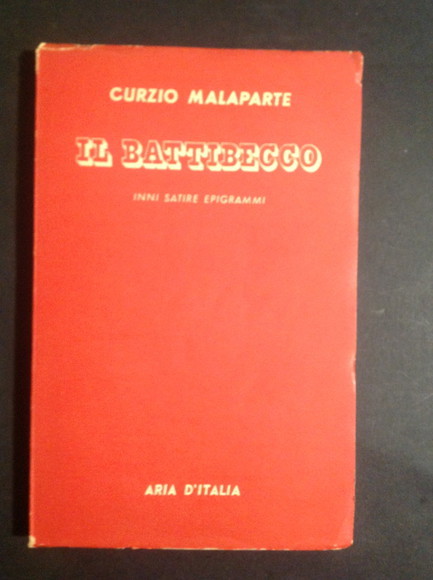 CURZIO MALAPARTE
IL BATTIBECCO
INNI SATIRE EPIGRAMMI
ARIA D'ITALIA